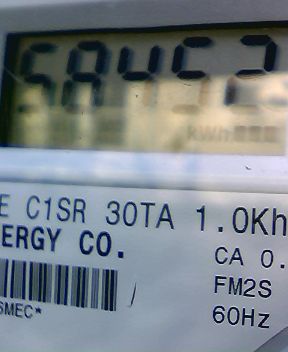 58452
kWh
E C1SR 30TA 1.0Kh
ERGY CO.
CA 0.
FM2S
60Hz
SMEC*